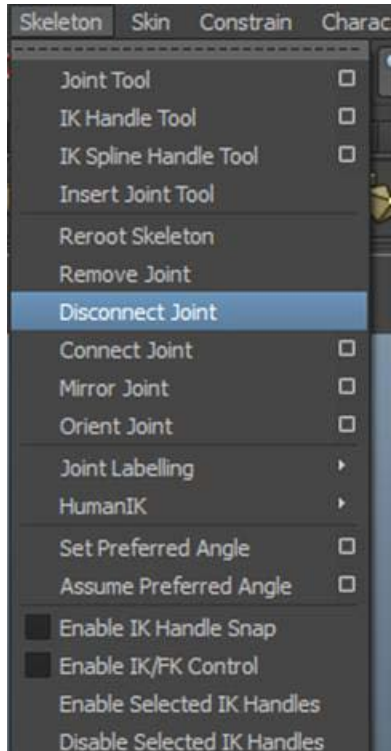 Skeleton Skin Constrain Charac
Joint Tool
IK Handle Tool
IK Spline Handle Tool
Insert Joint Tool
Reroot Skeleton
Remove Joint
Disconnect Joint
Connect Joint
Mirror Joint
Orient Joint
Joint Labelling
HumanIK
Set Preferred Angle
Assume Preferred Angle
Enable IK Handle Snap
Enable IK/FK Control
Enable Selected IK Handles
Disable Selected IK Handles